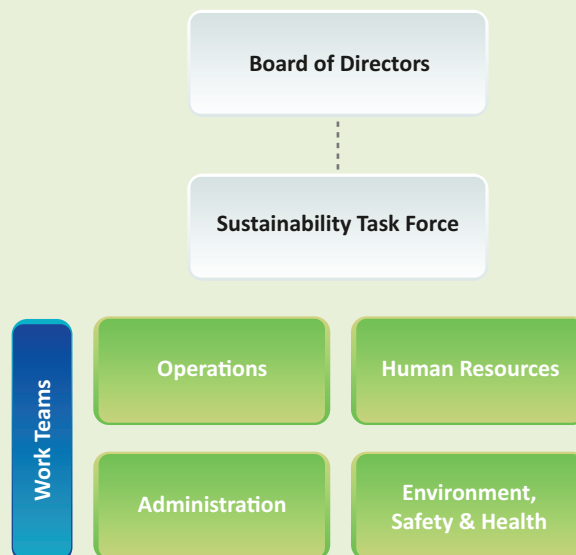 Board of Directors
Sustainability Task Force
Work Teams
Operations
Human Resources
Administration
Environment,
Safety & Health